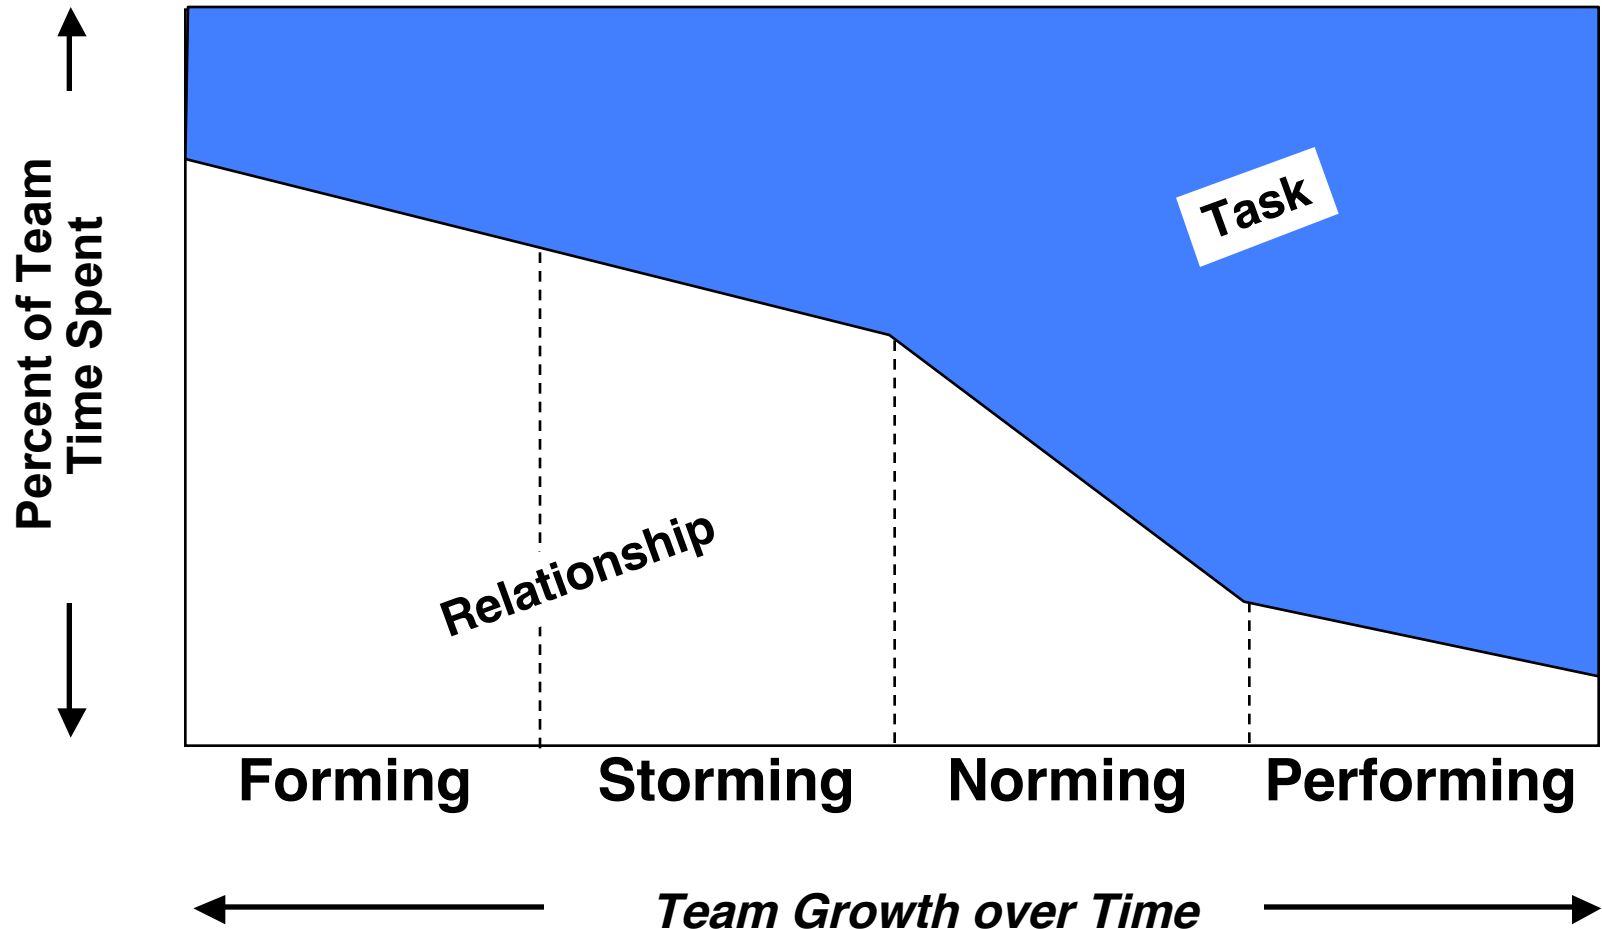 Percent of Team
Time Spent
Task
Relationship
Forming
Storming
Norming
Performing
Team Growth over Time